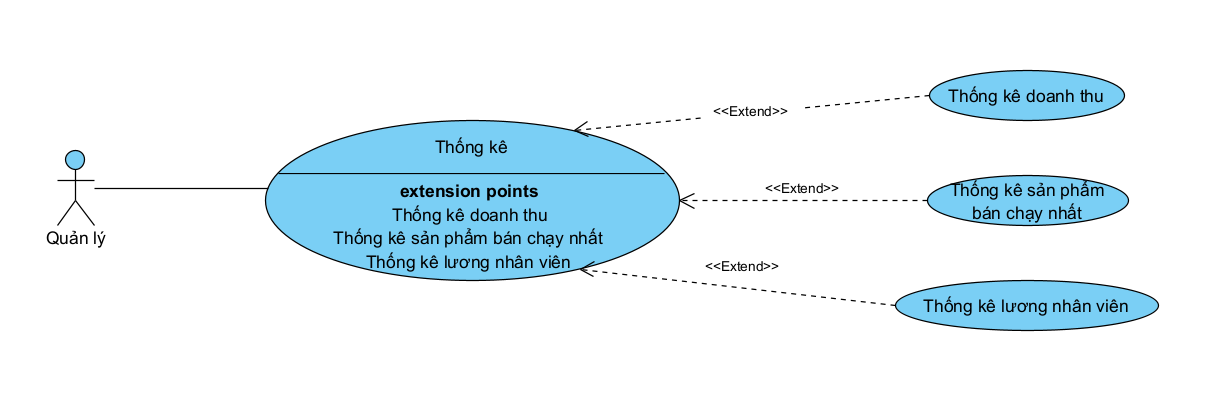 Thống kê doanh thu
<<Extend>>
Thống kê
extension points
Thống kê doanh thu
Thống kê sản phẩm bán chạy nhất
Thống kê lương nhân viên
<<Extend>>
Thống kê sản phẩm
bán chạy nhất
Quản lý
<<Extend>>
Thống kê lương nhân viên